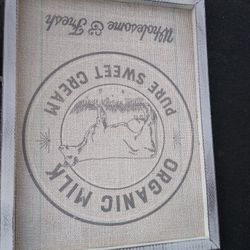 Wholesome & Fresh
ORGANIC MILK
PURE SWEET CREAM